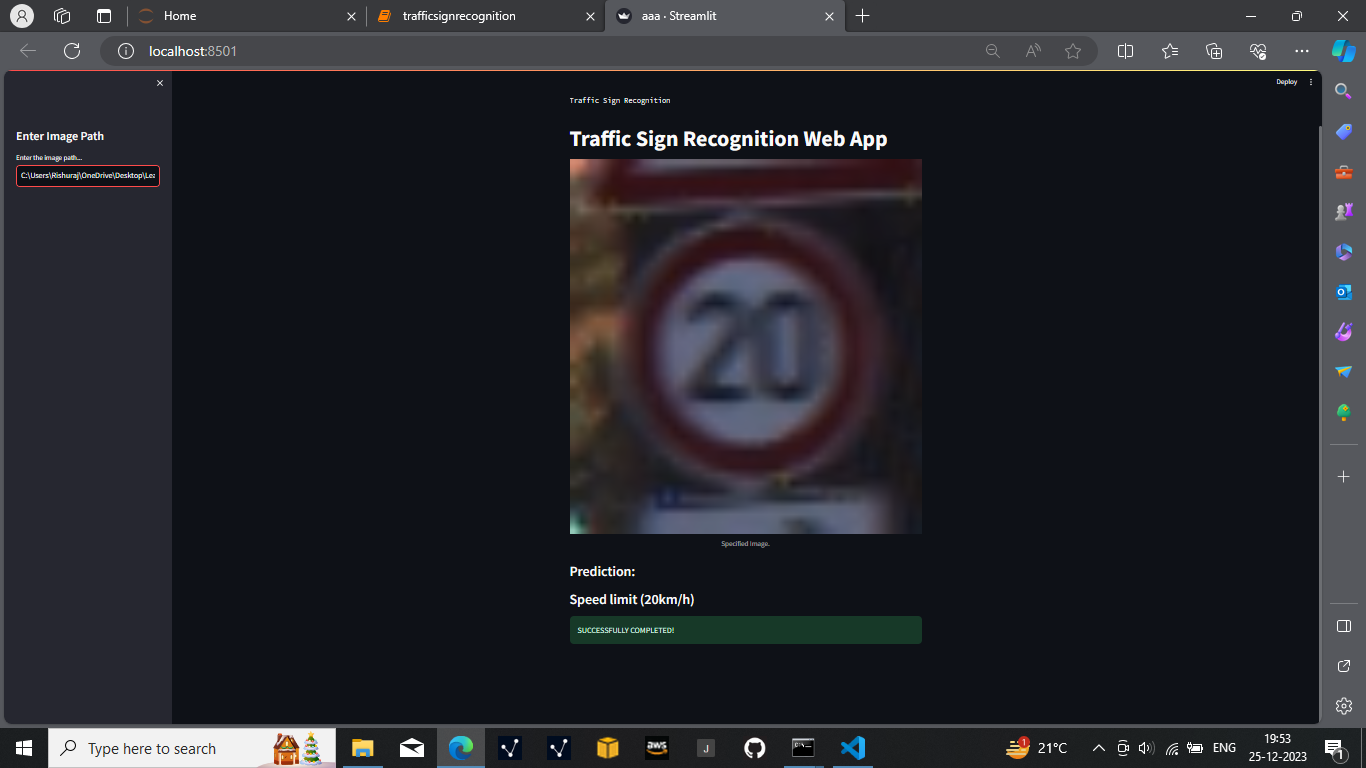 Home
trafficsignrecognition
aaa · Streamlit
localhost:8501
Deploy
Enter Image Path
Enter the image path...
C:\Users\Rishuraj\OneDrive\Desktop\Lea
Traffic Sign Recognition
Traffic Sign Recognition Web App
20
Specified Image.
Prediction:
Speed limit (20km/h)
SUCCESSFULLY COMPLETED!
Type here to search
aws
J
1
21°C
ENG
19:53
25-12-2023
1